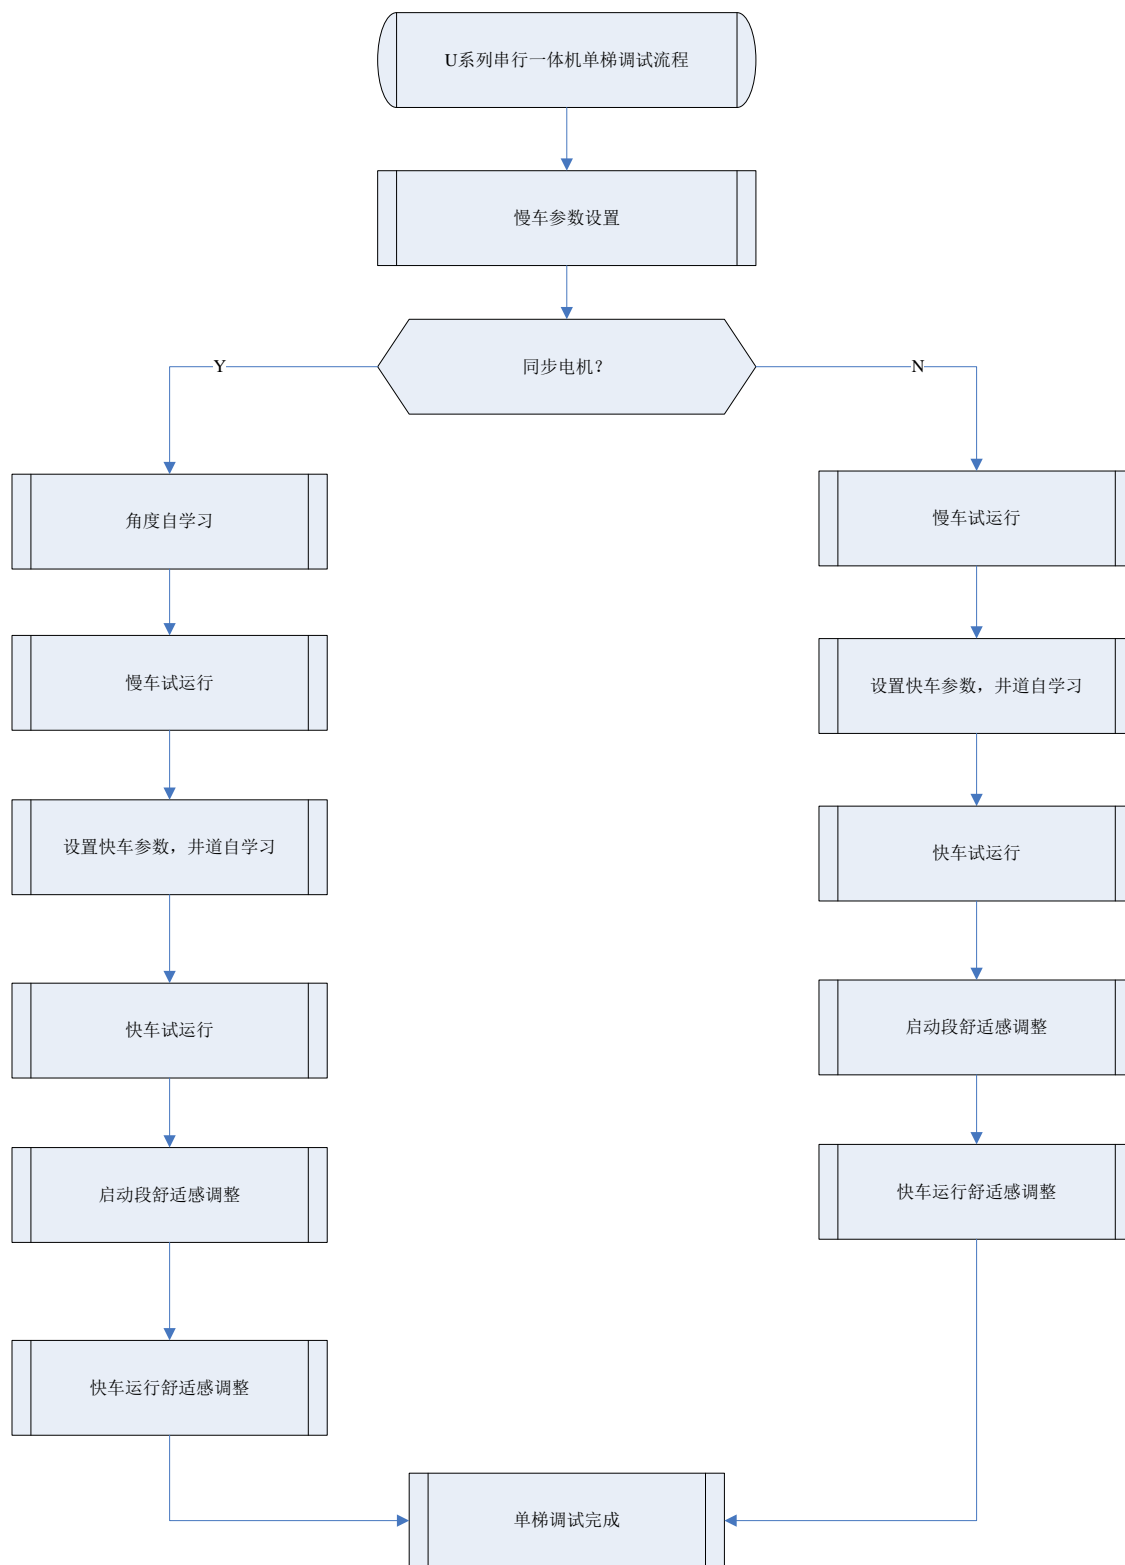 U系列串行一体机单梯调试流程
慢车参数设置
同步电机？
Y
N
角度自学习
慢车试运行
设置快车参数，井道自学习
快车试运行
启动段舒适感调整
快车运行舒适感调整
慢车试运行
设置快车参数，井道自学习
快车试运行
启动段舒适感调整
快车运行舒适感调整
单梯调试完成